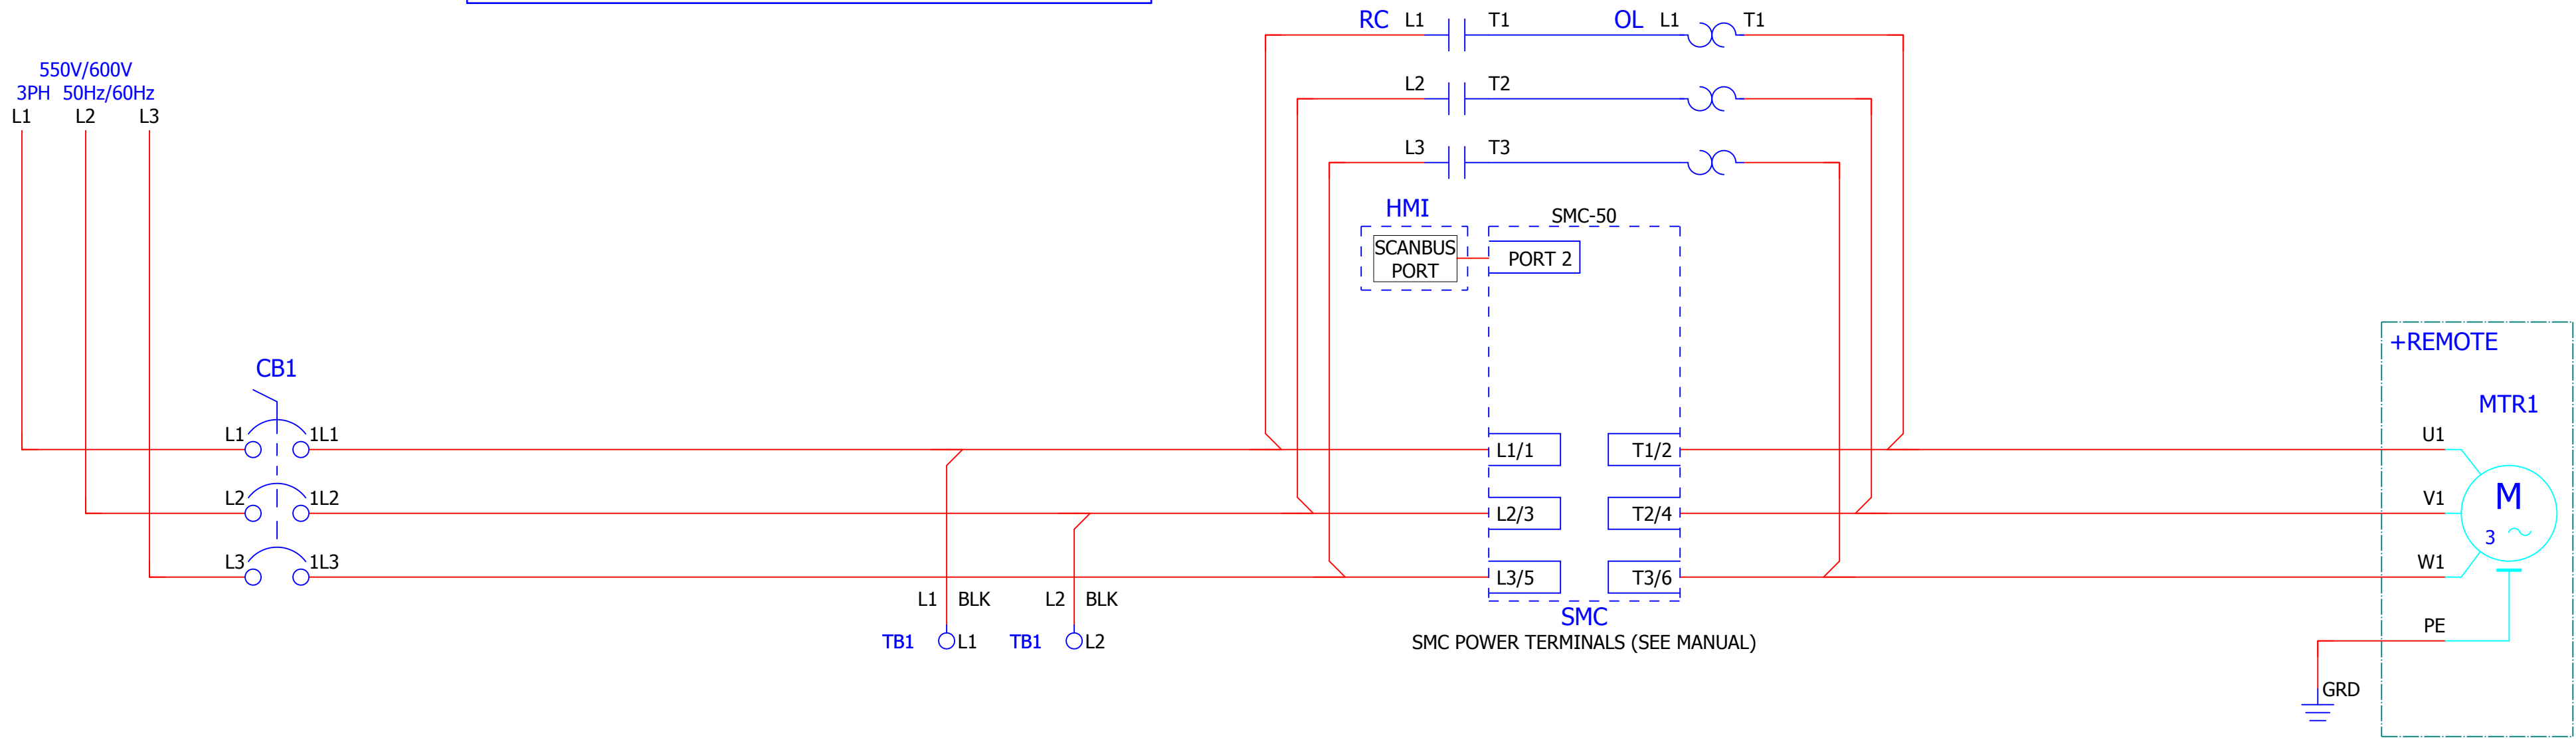 RC L1 T1 OL L1 T1
550V/600V
3PH 50Hz/60Hz
L1 L2 L3
L2 T2
L3 T3
HMI
SMC-50
SCANBUS
PORT
PORT 2
+REMOTE
CB1
MTR1
L1 1L1
L1/1 T1/2
U1
L2 1L2
L2/3 T2/4
V1
M
3
L3 1L3
L3/5 T3/6
W1
L1 BLK L2 BLK
SMC
PE
TB1 L1 TB1 L2
SMC POWER TERMINALS (SEE MANUAL)
GRD